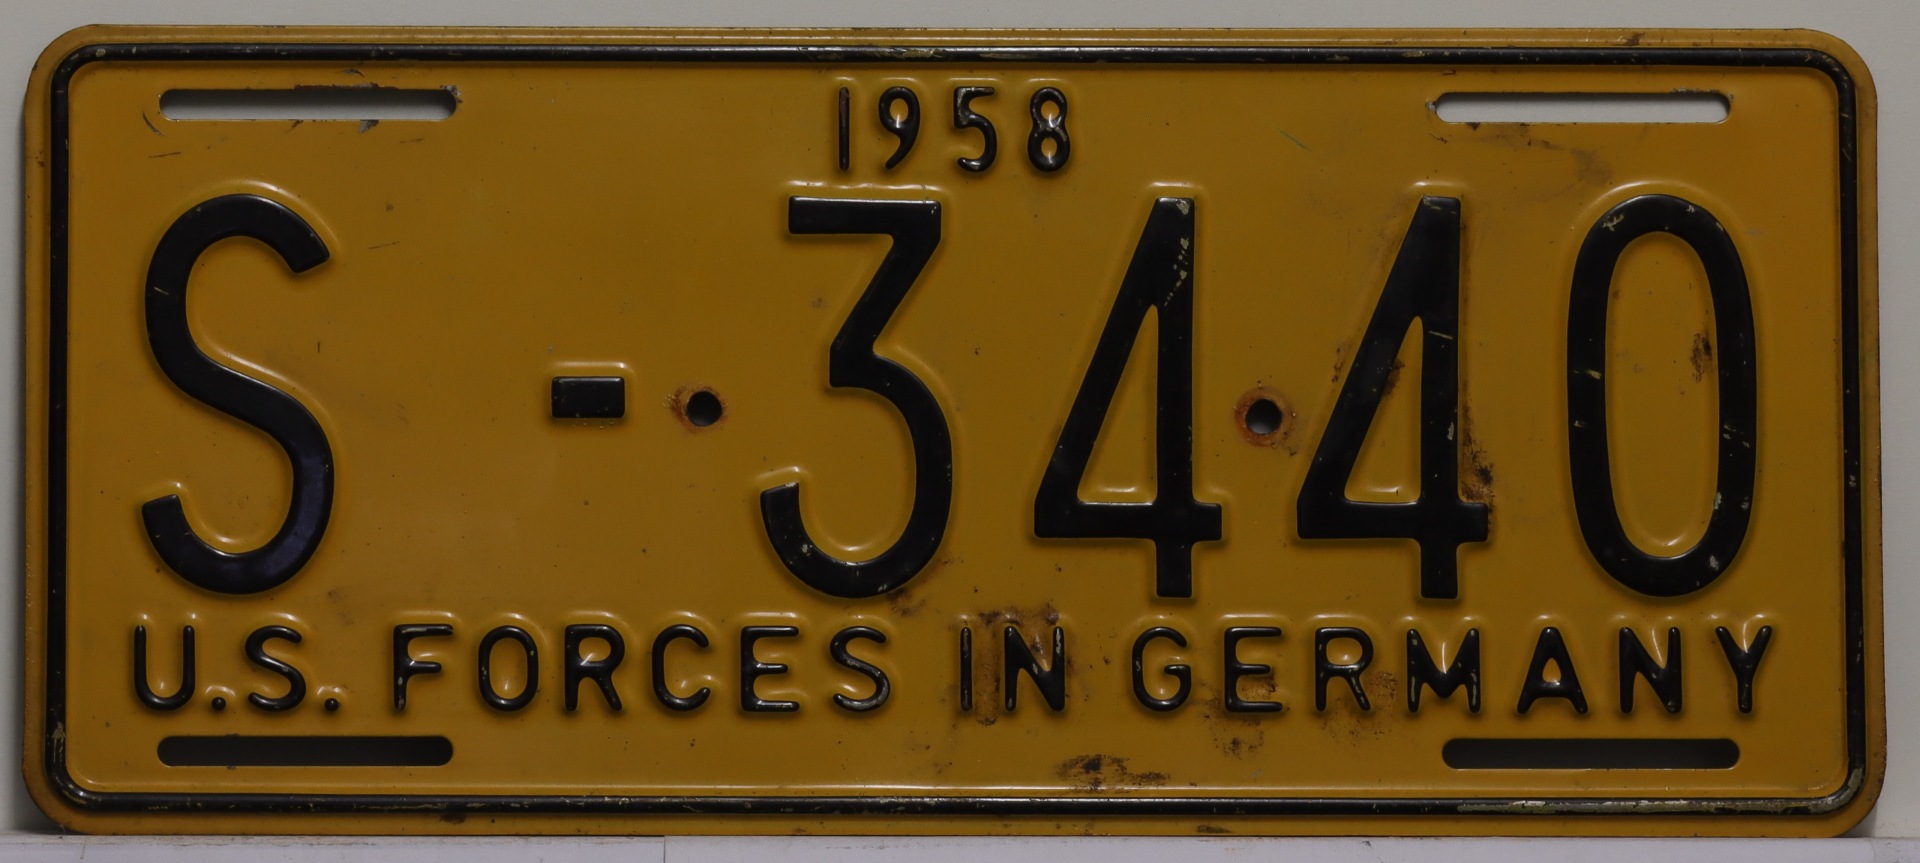 1958
S - 3440
U.S. FORCES IN GERMANY